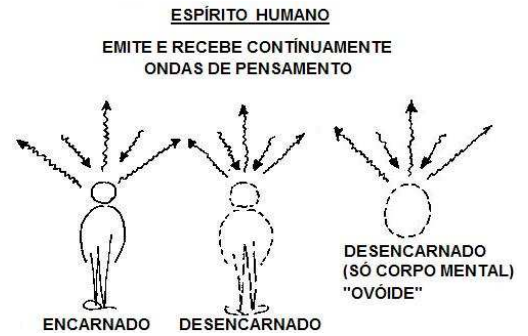 ESPÍRITO HUMANO
EMITE E RECEBE CONTÍNUAMENTE
ONDAS DE PENSAMENTO
ENCARNADO
DESENCARNADO
DESENCARNADO
(SÓ CORPO MENTAL)
"OVÓIDE"